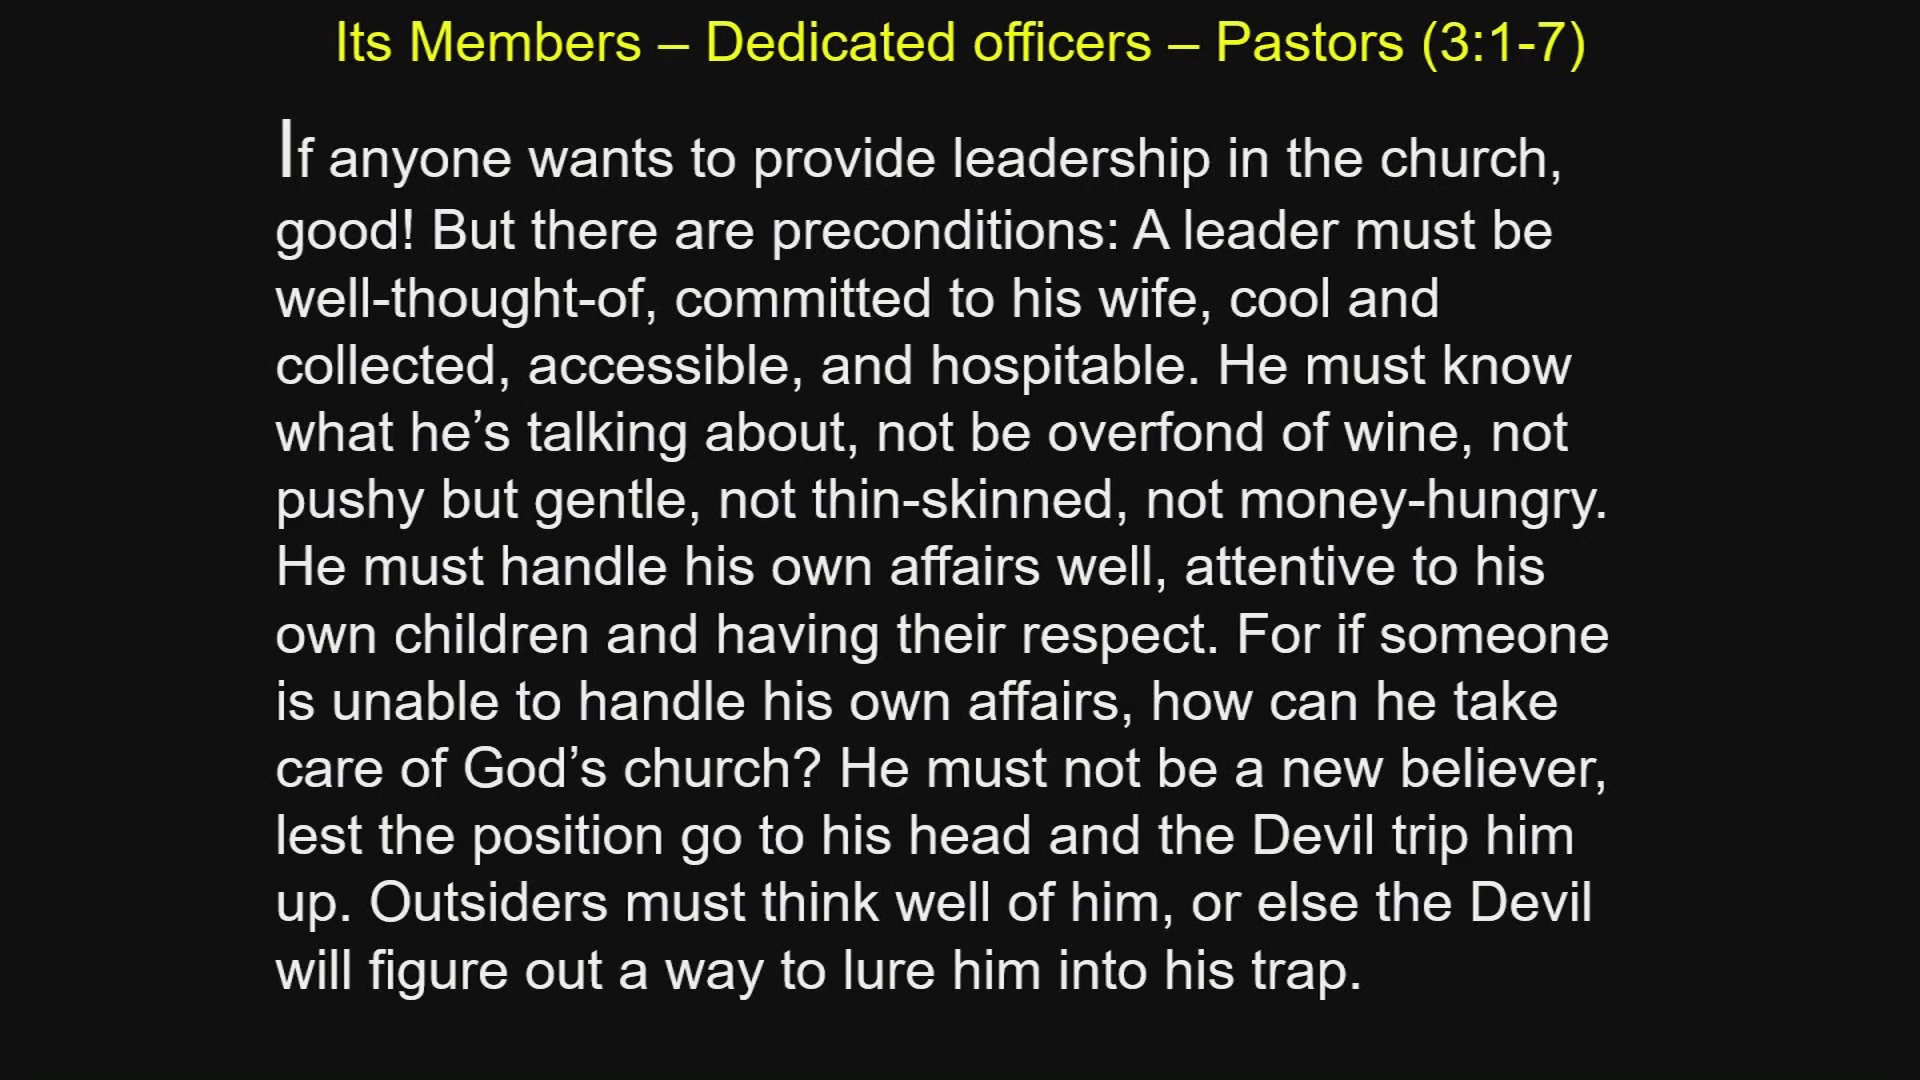 Its Members – Dedicated officers – Pastors (3:1-7)
If anyone wants to provide leadership in the church,
good! But there are preconditions: A leader must be
well-thought-of, committed to his wife, cool and
collected, accessible, and hospitable. He must know
what he’s talking about, not be overfond of wine, not
pushy but gentle, not thin-skinned, not money-hungry.
He must handle his own affairs well, attentive to his
own children and having their respect. For if someone
is unable to handle his own affairs, how can he take
care of God’s church? He must not be a new believer,
lest the position go to his head and the Devil trip him
up. Outsiders must think well of him, or else the Devil
will figure out a way to lure him into his trap.